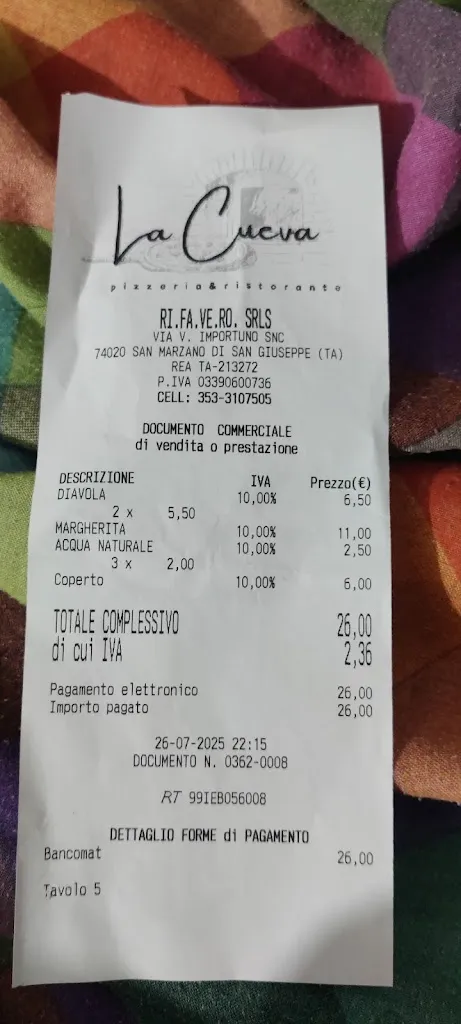 La Cueva
pizzeria&ristorante
RI.FA.VE.RO. SRLS
VIA V. IMPORTUNO SNC
74020 SAN MARZANO DI SAN GIUSEPPE (TA)
REA TA-213272
P.IVA 03390600736
CELL: 353-3107505
DOCUMENTO COMMERCIALE
di vendita o prestazione
DESCRIZIONE IVA Prezzo(€)
DIAVOLA 10,00% 6,50
2 x 5,50
MARGHERITA 10,00% 11,00
ACQUA NATURALE 10,00% 2,50
3 x 2,00
Coperto 10,00% 6,00
TOTALE COMPLESSIVO 26,00
di cui IVA 2,36
Pagamento elettronico 26,00
Importo pagato 26,00
26-07-2025 22:15
DOCUMENTO N. 0362-0008
RT 99IEB056008
DETTAGLIO FORME di PAGAMENTO
Bancomat 26,00
Tavolo 5